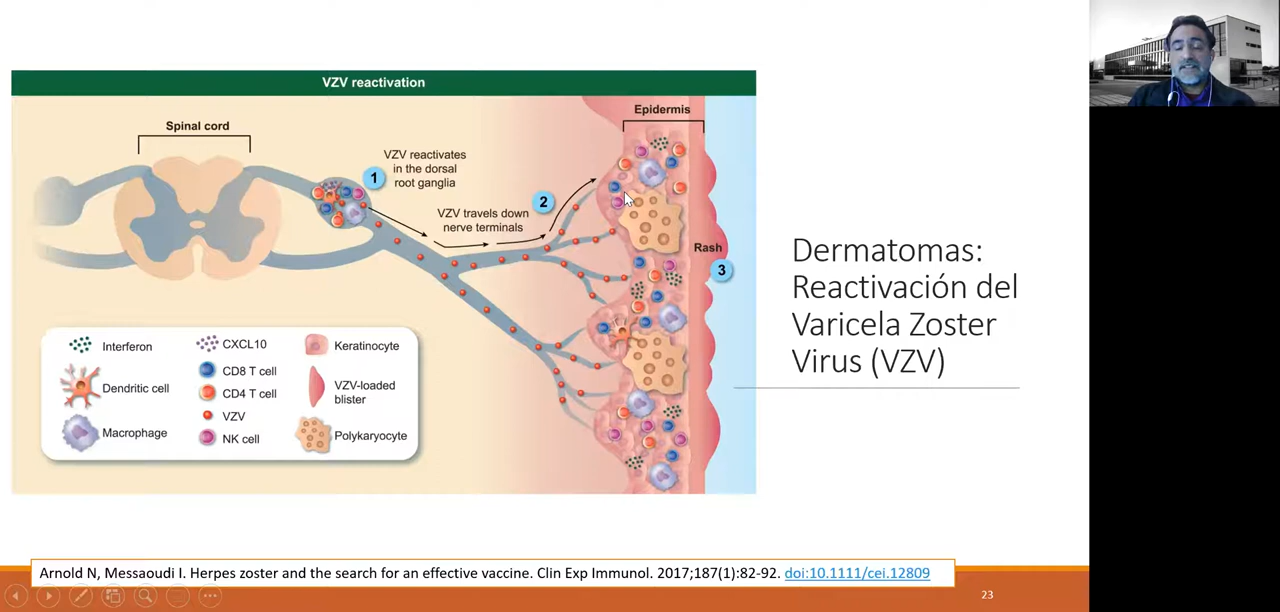 VZV reactivation
Spinal cord
Epidermis
VZV reactivates
in the dorsal
root ganglia
1
VZV travels down
nerve terminals
2
Rash
3
Interferon
Dendritic cell
Macrophage
CXCL10
CD8 T cell
CD4 T cell
VZV
NK cell
Keratinocyte
VZV-loaded
blister
Polykaryocyte
Dermatomas:
Reactivación del
Varicela Zoster
Virus (VZV)
Arnold N, Messaoudi I. Herpes zoster and the search for an effective vaccine. Clin Exp Immunol. 2017;187(1):82-92. doi:10.1111/cei.12809
23